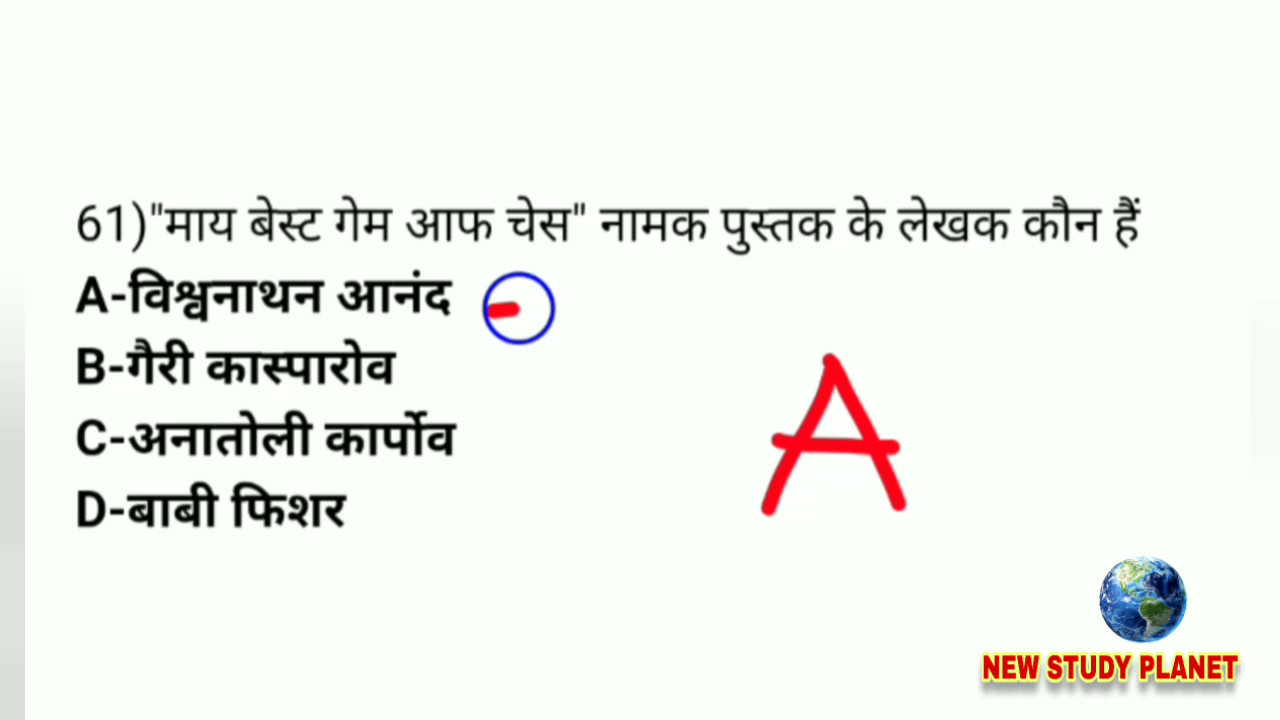 61)"माय बेस्ट गेम आफ चेस" नामक पुस्तक के लेखक कौन हैं
A-विश्वनाथन आनंद
B-गैरी कास्पारोव
C-अनातोली कार्पोव
D-बाबी फिशर
A
NEW STUDY PLANET